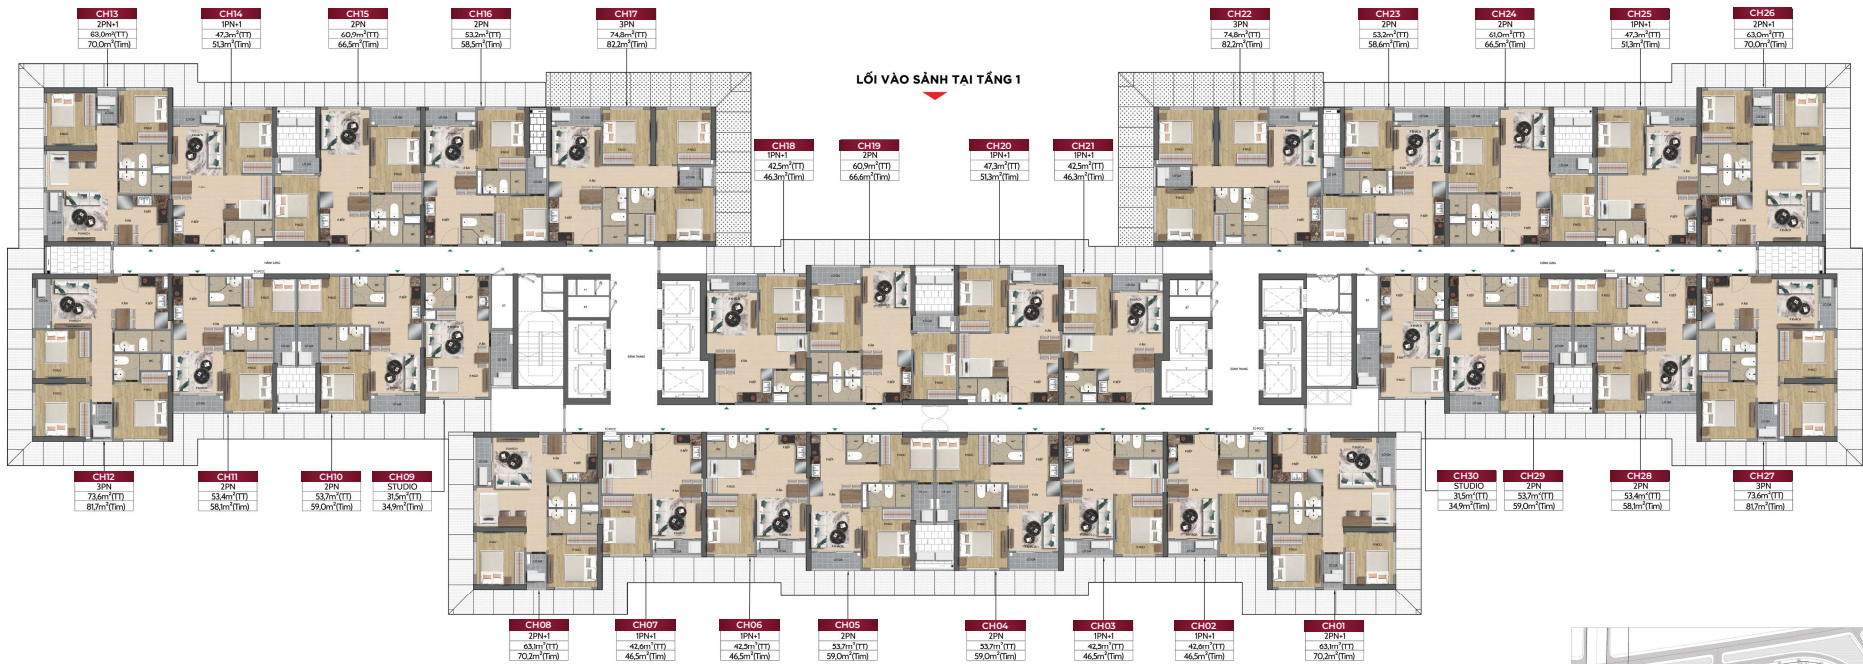 CH13
2PN+1
63,0m²(TT)
70,0m²(Tim)
CH14
1PN+1
47,3m²(TT)
51,3m²(Tim)
CH15
2PN
60,9m²(TT)
66,5m²(Tim)
CH16
2PN
53,2m²(TT)
58,5m²(Tim)
CH17
3PN
74,8m²(TT)
82,2m²(Tim)
CH22
3PN
74,8m²(TT)
82,2m²(Tim)
CH23
2PN
53,2m²(TT)
58,6m²(Tim)
CH24
2PN
61,0m²(TT)
66,5m²(Tim)
CH25
1PN+1
47,3m²(TT)
51,3m²(Tim)
CH26
2PN+1
63,0m²(TT)
70,0m²(Tim)
LỐI VÀO SẢNH TẠI TẦNG 1
CH18
1PN+1
42,5m²(TT)
46,3m²(Tim)
CH19
2PN
60,9m²(TT)
66,6m²(Tim)
CH20
1PN+1
47,3m²(TT)
51,3m²(Tim)
CH21
1PN+1
42,5m²(TT)
46,3m²(Tim)
HÀNH LANG
HÀNH LANG
SẢNH THANG
SẢNH THANG
CH12
3PN
73,6m²(TT)
81,7m²(Tim)
CH11
2PN
53,4m²(TT)
58,1m²(Tim)
CH10
2PN
53,7m²(TT)
59,0m²(Tim)
CH09
STUDIO
31,5m²(TT)
34,9m²(Tim)
CH30
STUDIO
31,5m²(TT)
34,9m²(Tim)
CH29
2PN
53,7m²(TT)
59,0m²(Tim)
CH28
2PN
53,4m²(TT)
58,1m²(Tim)
CH27
3PN
73,6m²(TT)
81,7m²(Tim)
CH08
2PN+1
63,1m²(TT)
70,2m²(Tim)
CH07
1PN+1
42,6m²(TT)
46,5m²(Tim)
CH06
1PN+1
42,5m²(TT)
46,5m²(Tim)
CH05
2PN
53,7m²(TT)
59,0m²(Tim)
CH04
2PN
53,7m²(TT)
59,0m²(Tim)
CH03
1PN+1
42,5m²(TT)
46,5m²(Tim)
CH02
1PN+1
42,6m²(TT)
46,5m²(Tim)
CH01
2PN+1
63,1m²(TT)
70,2m²(Tim)